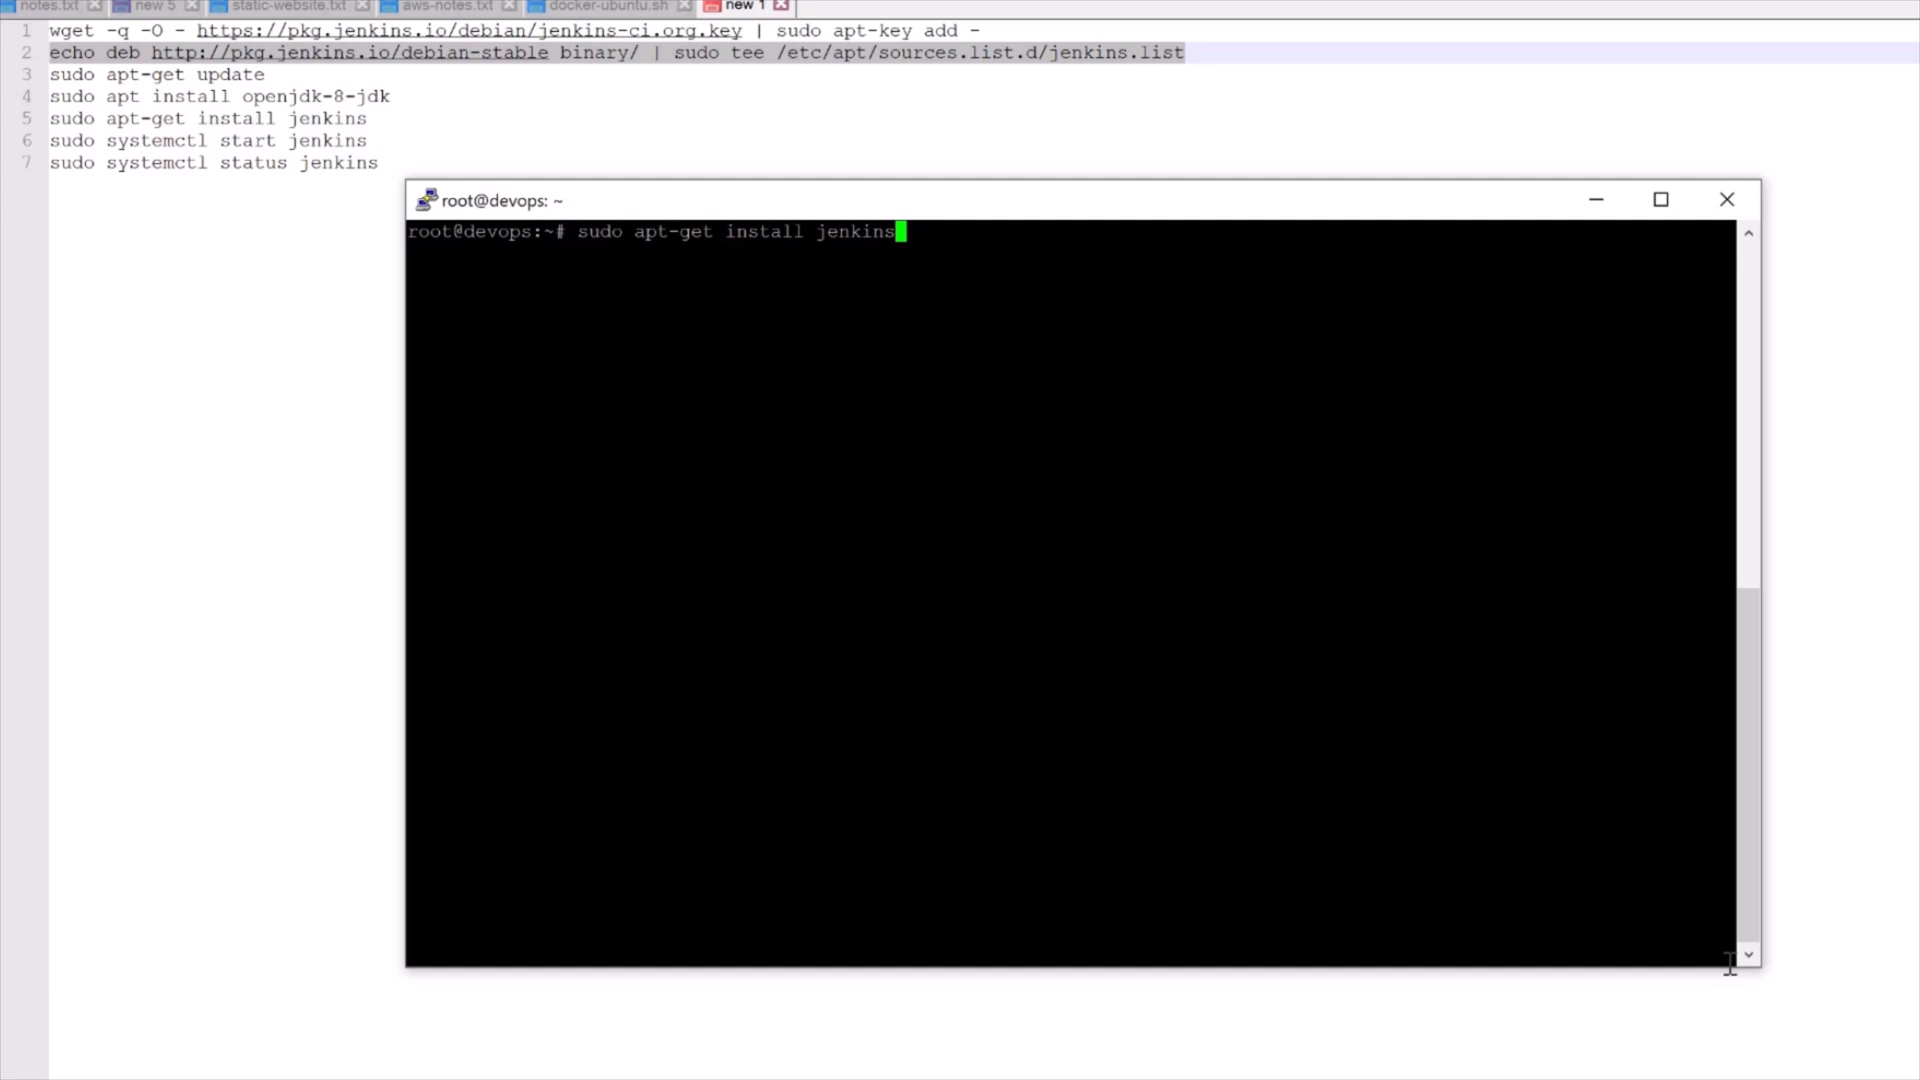 notes.txt new 5 static-website.txt aws-notes.txt docker-ubuntu.sh new 1
1 wget -q -O - https://pkg.jenkins.io/debian/jenkins-ci.org.key | sudo apt-key add -
2 echo deb http://pkg.jenkins.io/debian-stable binary/ | sudo tee /etc/apt/sources.list.d/jenkins.list
3 sudo apt-get update
4 sudo apt install openjdk-8-jdk
5 sudo apt-get install jenkins
6 sudo systemctl start jenkins
7 sudo systemctl status jenkins
root@devops: ~
root@devops:~# sudo apt-get install jenkins